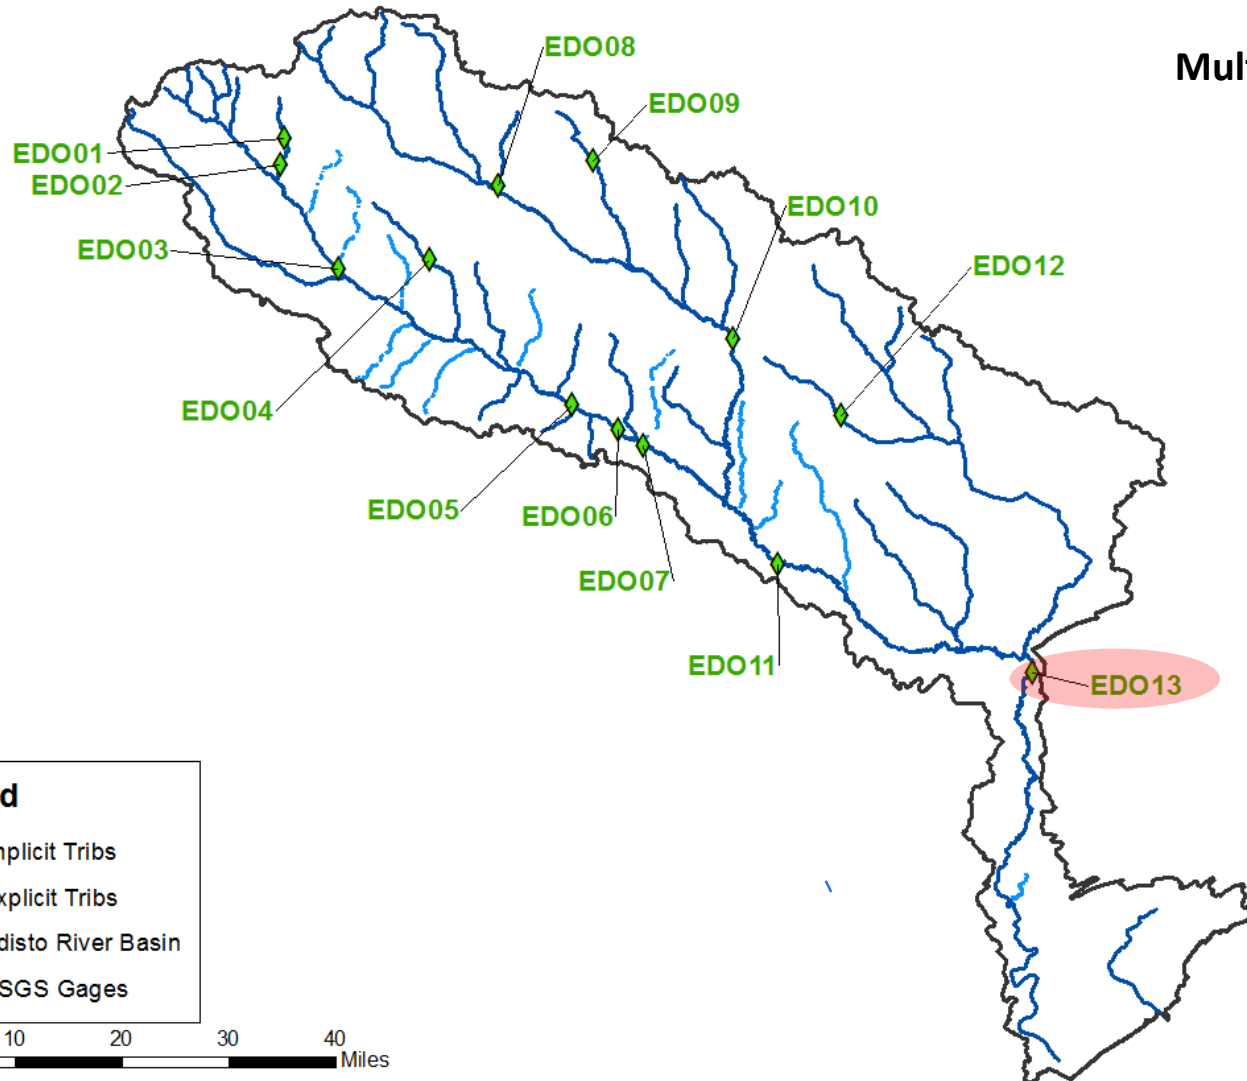 EDO08
Mult
EDO09
EDO01
EDO02
EDO10
EDO03
EDO12
EDO04
EDO05
EDO06
EDO07
EDO11
EDO13
d
nplicit Tribs
xplicit Tribs
disto River Basin
SGS Gages
10 20 30 40
Miles